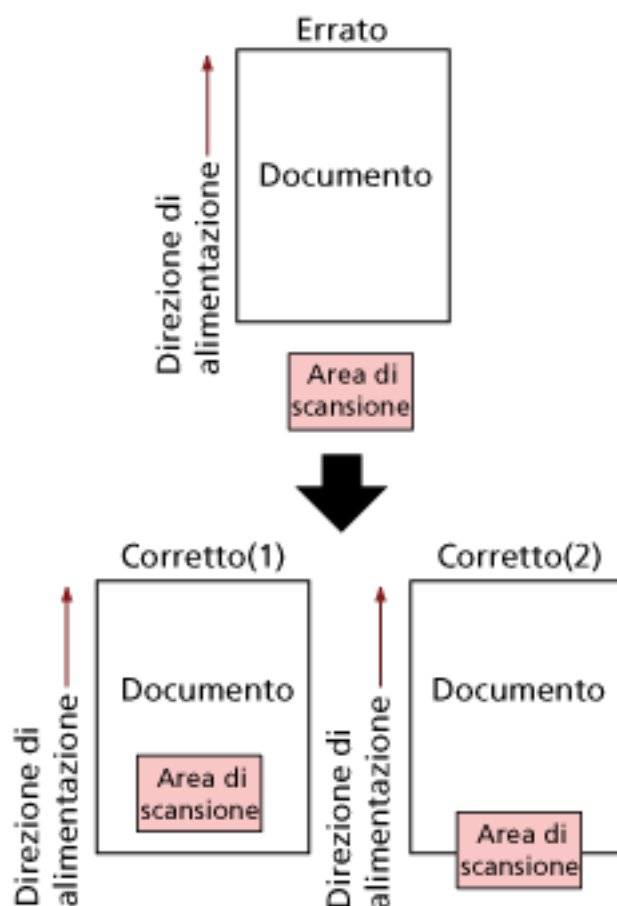 Errato
Documento
Direzione di
alimentazione
Area di
scansione
Corretto(1)
Documento
Direzione di
alimentazione
Area di
scansione
Corretto(2)
Documento
Direzione di
alimentazione
Area di
scansione